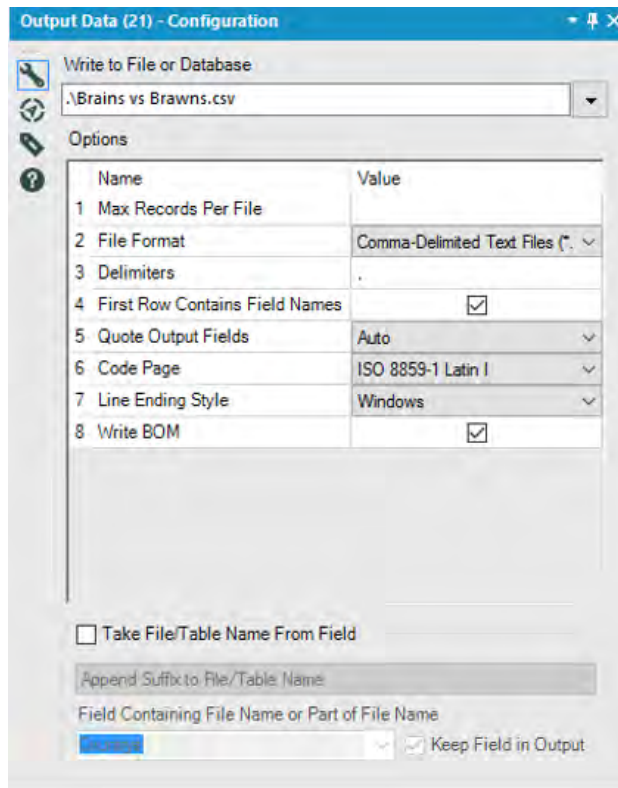 Output Data (21) - Configuration
Write to File or Database
.\Brains vs Brawns.csv
Options
Name Value
1 Max Records Per File
2 File Format Comma-Delimited Text Files (*.
3 Delimiters ,
4 First Row Contains Field Names
5 Quote Output Fields Auto
6 Code Page ISO 8859-1 Latin I
7 Line Ending Style Windows
8 Write BOM
Take File/Table Name From Field
Append Suffix to File/Table Name
Field Containing File Name or Part of File Name
Keep Field in Output